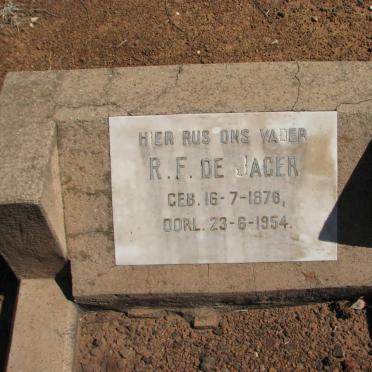 HIER RUS ONS VADER
R. F. DE JAGER
GEB. 16-7-1876,
OORL. 23-6-1954.